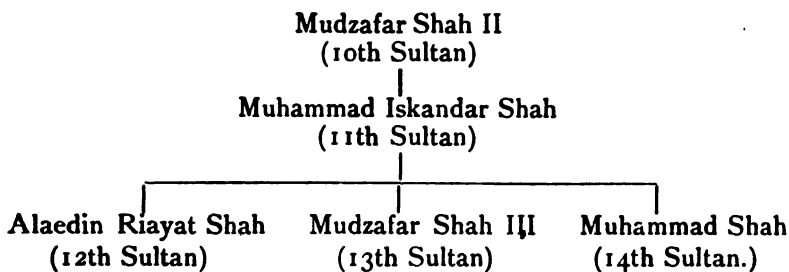 Mudzafar Shah II
(10th Sultan)
Muhammad Iskandar Shah
(11th Sultan)
Alaedin Riayat Shah Mudzafar Shah III Muhammad Shah
(12th Sultan) (13th Sultan) (14th Sultan.)